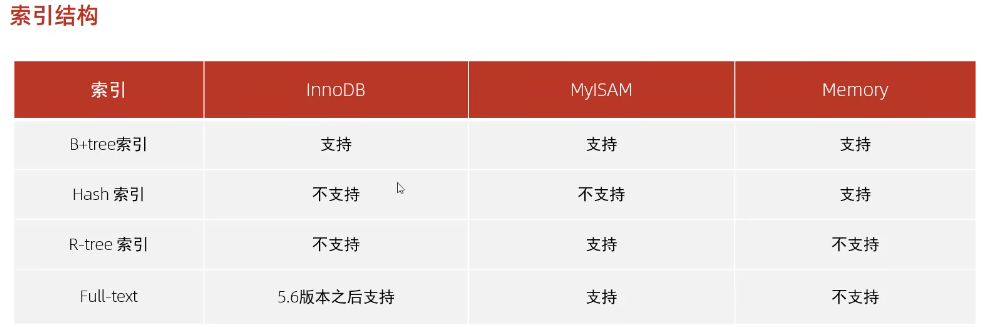 索引结构
索引 InnoDB MyISAM Memory
B+tree索引 支持 支持 支持
Hash 索引 不支持 不支持 支持
R-tree 索引 不支持 支持 不支持
Full-text 5.6版本之后支持 支持 不支持